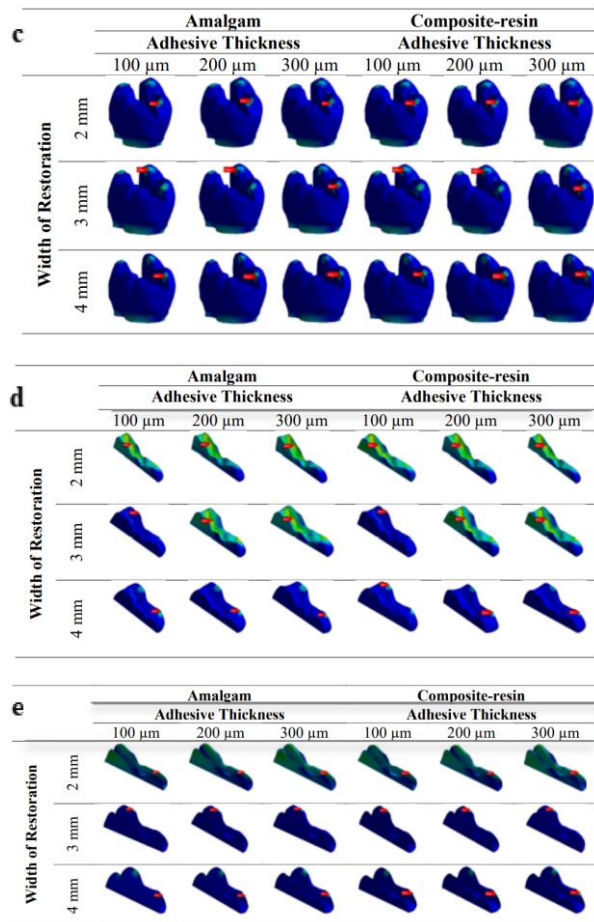 c
Amalgam Composite-resin
Adhesive Thickness Adhesive Thickness
100 µm 200 µm 300 µm 100 µm 200 µm 300 µm
Width of Restoration
2 mm
3 mm
4 mm
d
Amalgam Composite-resin
Adhesive Thickness Adhesive Thickness
100 µm 200 µm 300 µm 100 µm 200 µm 300 µm
Width of Restoration
2 mm
3 mm
4 mm
e
Amalgam Composite-resin
Adhesive Thickness Adhesive Thickness
100 µm 200 µm 300 µm 100 µm 200 µm 300 µm
Width of Restoration
2 mm
3 mm
4 mm